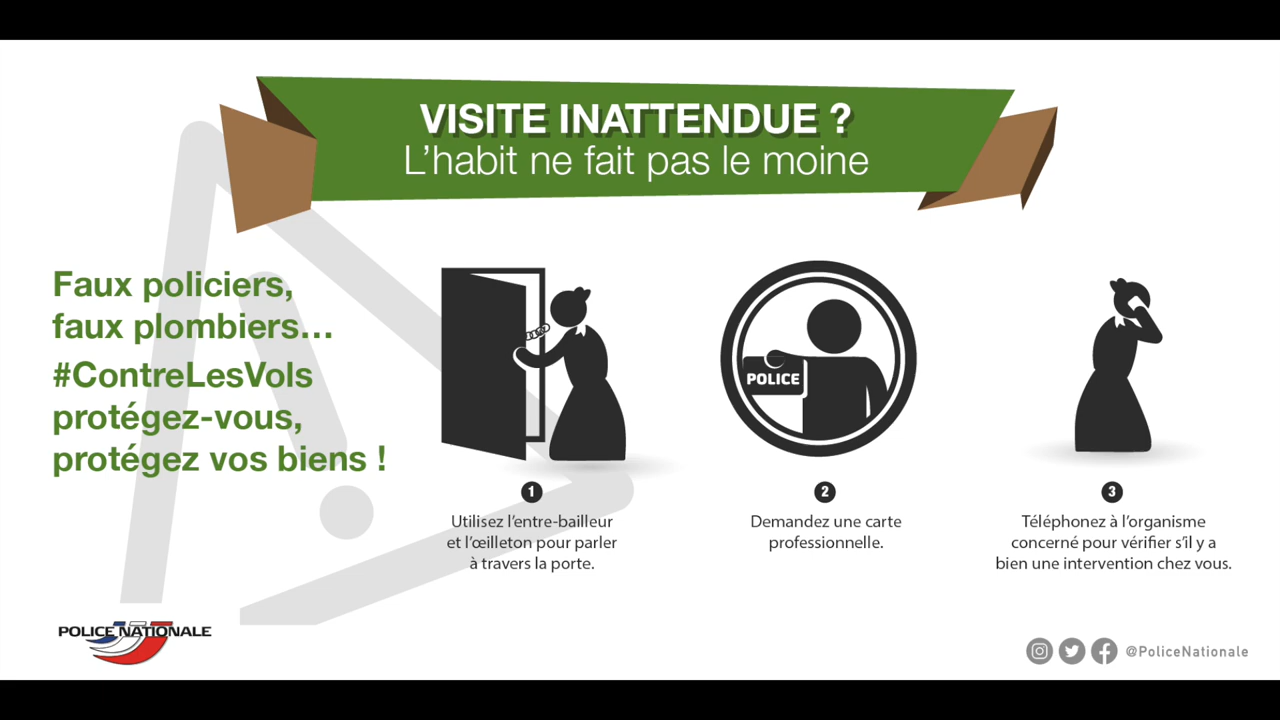 VISITE INATTENDUE ?
L'habit ne fait pas le moine
Faux policiers,
faux plombiers...
#ContreLesVols
protégez-vous,
protégez vos biens !
POLICE
1
Utilisez l'entre-bailleur
et l'œilleton pour parler
à travers la porte.
2
Demandez une carte
professionnelle.
3
Téléphonez à l'organisme
concerné pour vérifier s'il y a
bien une intervention chez vous.
POLICE NATIONALE
@PoliceNationale